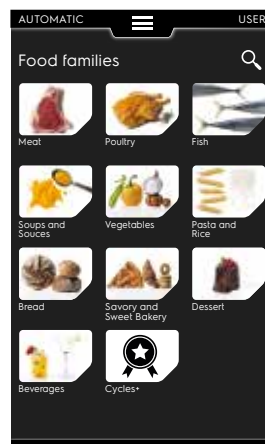 AUTOMATIC
USER
Food families
Meat
Poultry
Fish
Soups and
Souces
Vegetables
Pasta and
Rice
Bread
Savory and
Sweet Bakery
Dessert
Beverages
Cycles+